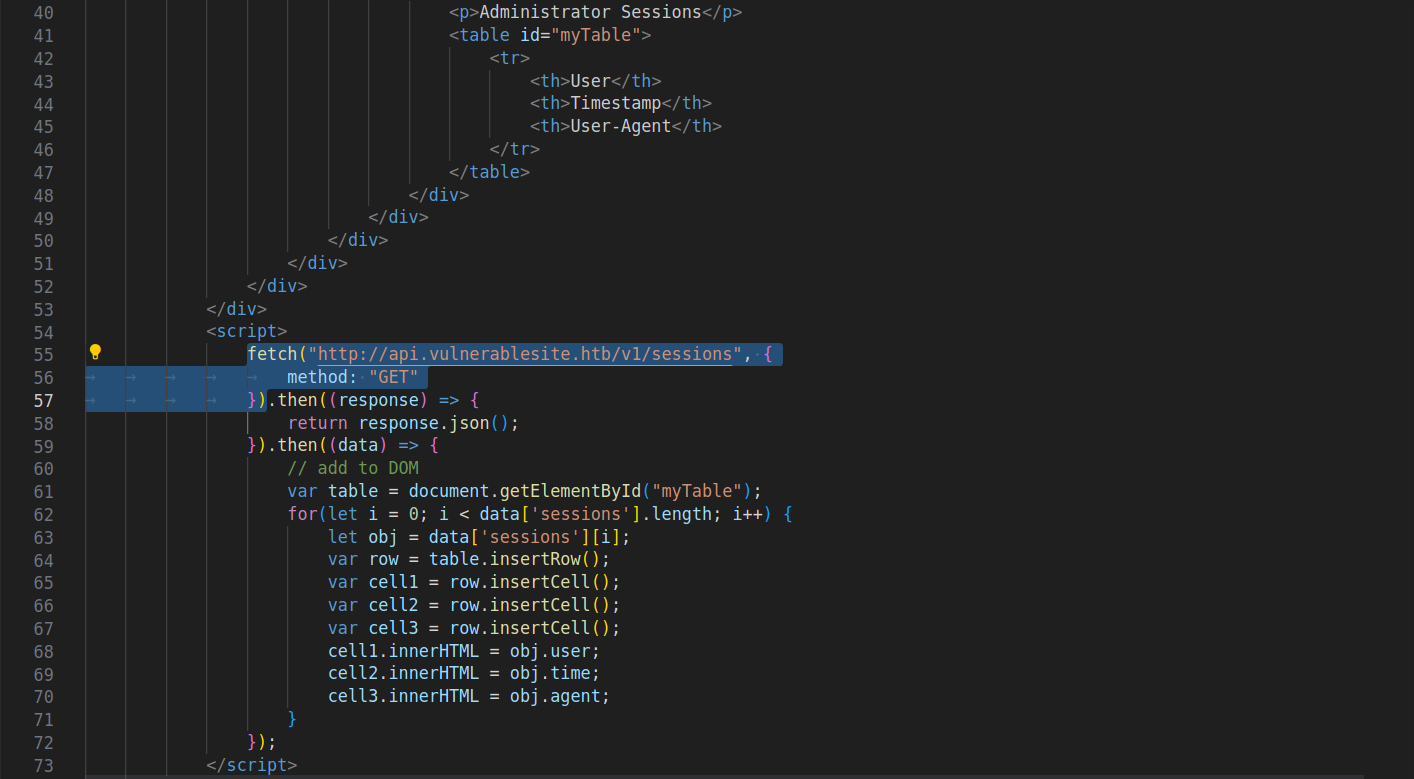 40 <p>Administrator Sessions</p>
41 <table id="myTable">
42 <tr>
43 <th>User</th>
44 <th>Timestamp</th>
45 <th>User-Agent</th>
46 </tr>
47 </table>
48 </div>
49 </div>
50 </div>
51 </div>
52 </div>
53 </div>
54 <script>
55 fetch("http://api.vulnerablesite.htb/v1/sessions", {
56 method: "GET"
57 }).then((response) => {
58 return response.json();
59 }).then((data) => {
60 // add to DOM
61 var table = document.getElementById("myTable");
62 for(let i = 0; i < data['sessions'].length; i++) {
63 let obj = data['sessions'][i];
64 var row = table.insertRow();
65 var cell1 = row.insertCell();
66 var cell2 = row.insertCell();
67 var cell3 = row.insertCell();
68 cell1.innerHTML = obj.user;
69 cell2.innerHTML = obj.time;
70 cell3.innerHTML = obj.agent;
71 }
72 });
73 </script>